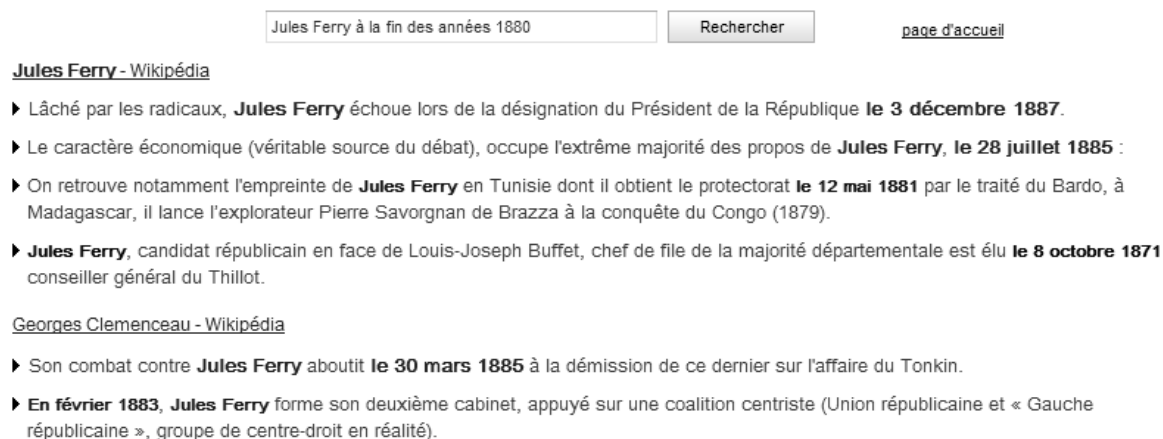 Jules Ferry à la fin des années 1880 Rechercher page d'accueil
Jules Ferry - Wikipédia
Lâché par les radicaux, Jules Ferry échoue lors de la désignation du Président de la République le 3 décembre 1887.
Le caractère économique (véritable source du débat), occupe l'extrême majorité des propos de Jules Ferry, le 28 juillet 1885 :
On retrouve notamment l'empreinte de Jules Ferry en Tunisie dont il obtient le protectorat le 12 mai 1881 par le traité du Bardo, à
Madagascar, il lance l'explorateur Pierre Savorgnan de Brazza à la conquête du Congo (1879).
Jules Ferry, candidat républicain en face de Louis-Joseph Buffet, chef de file de la majorité départementale est élu le 8 octobre 1871
conseiller général du Thillot.
Georges Clemenceau - Wikipédia
Son combat contre Jules Ferry aboutit le 30 mars 1885 à la démission de ce dernier sur l'affaire du Tonkin.
En février 1883, Jules Ferry forme son deuxième cabinet, appuyé sur une coalition centriste (Union républicaine et « Gauche
républicaine », groupe de centre-droit en réalité).